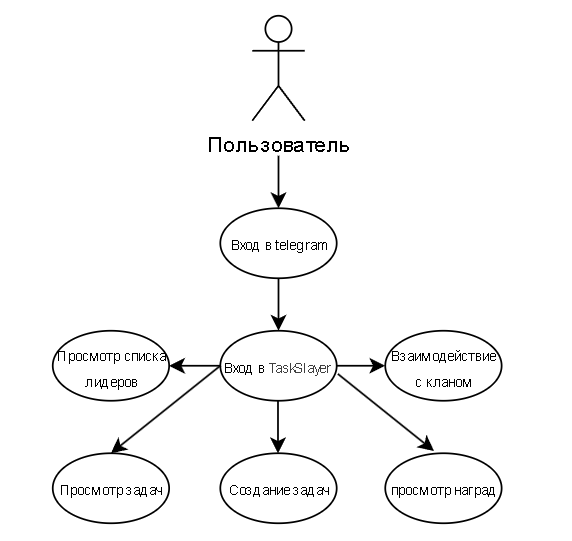 Пользователь
Вход в telegram
Просмотр списка
лидеров
Вход в TaskSlayer
Взаимодействие
с кланом
Просмотр задач
Создание задач
просмотр наград